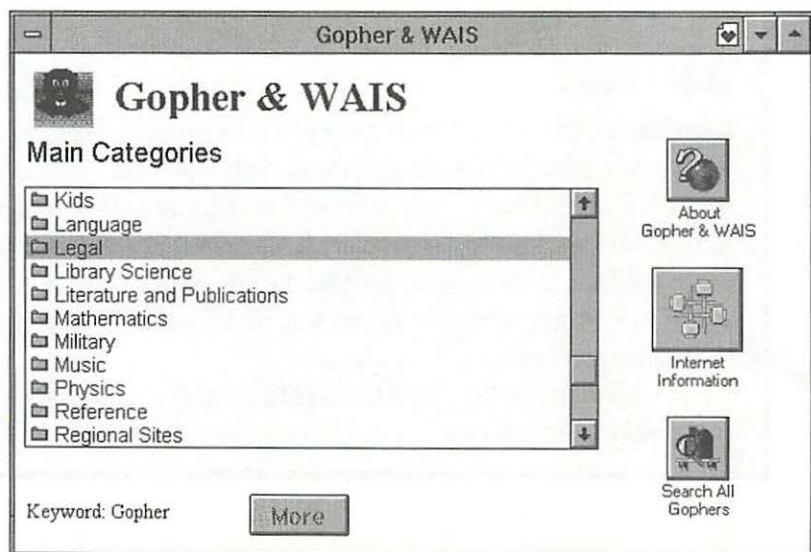 Gopher & WAIS
Gopher & WAIS
Main Categories
Kids
Language
Legal
Library Science
Literature and Publications
Mathematics
Military
Music
Physics
Reference
Regional Sites
About
Gopher & WAIS
Internet
Information
Search All
Gophers
Keyword: Gopher
More